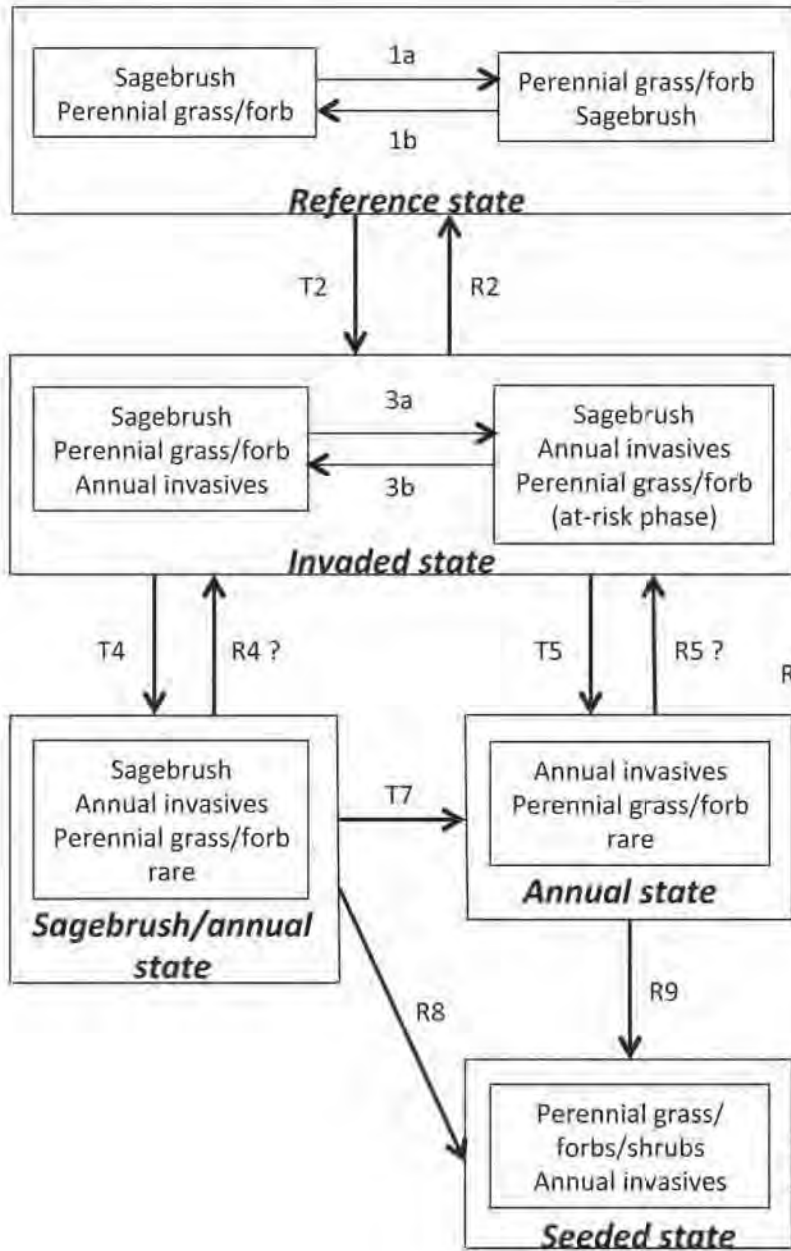 Sagebrush
Perennial grass/forb
1a
1b
Perennial grass/forb
Sagebrush
Reference state
T2
R2
Sagebrush
Perennial grass/forb
Annual invasives
3a
3b
Sagebrush
Annual invasives
Perennial grass/forb
(at-risk phase)
Invaded state
T4
R4 ?
T5
R5 ?
R
Sagebrush
Annual invasives
Perennial grass/forb
rare
Sagebrush/annual
state
T7
Annual invasives
Perennial grass/forb
rare
Annual state
R8
R9
Perennial grass/
forbs/shrubs
Annual invasives
Seeded state